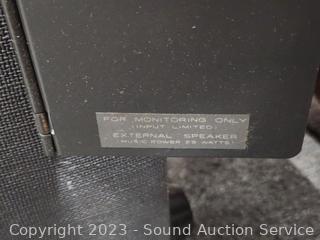 FOR MONITORING ONLY
(INPUT LIMITED)
EXTERNAL SPEAKER
(MUSIC POWER 25 WATTS)
Copyright 2023 - Sound Auction Service